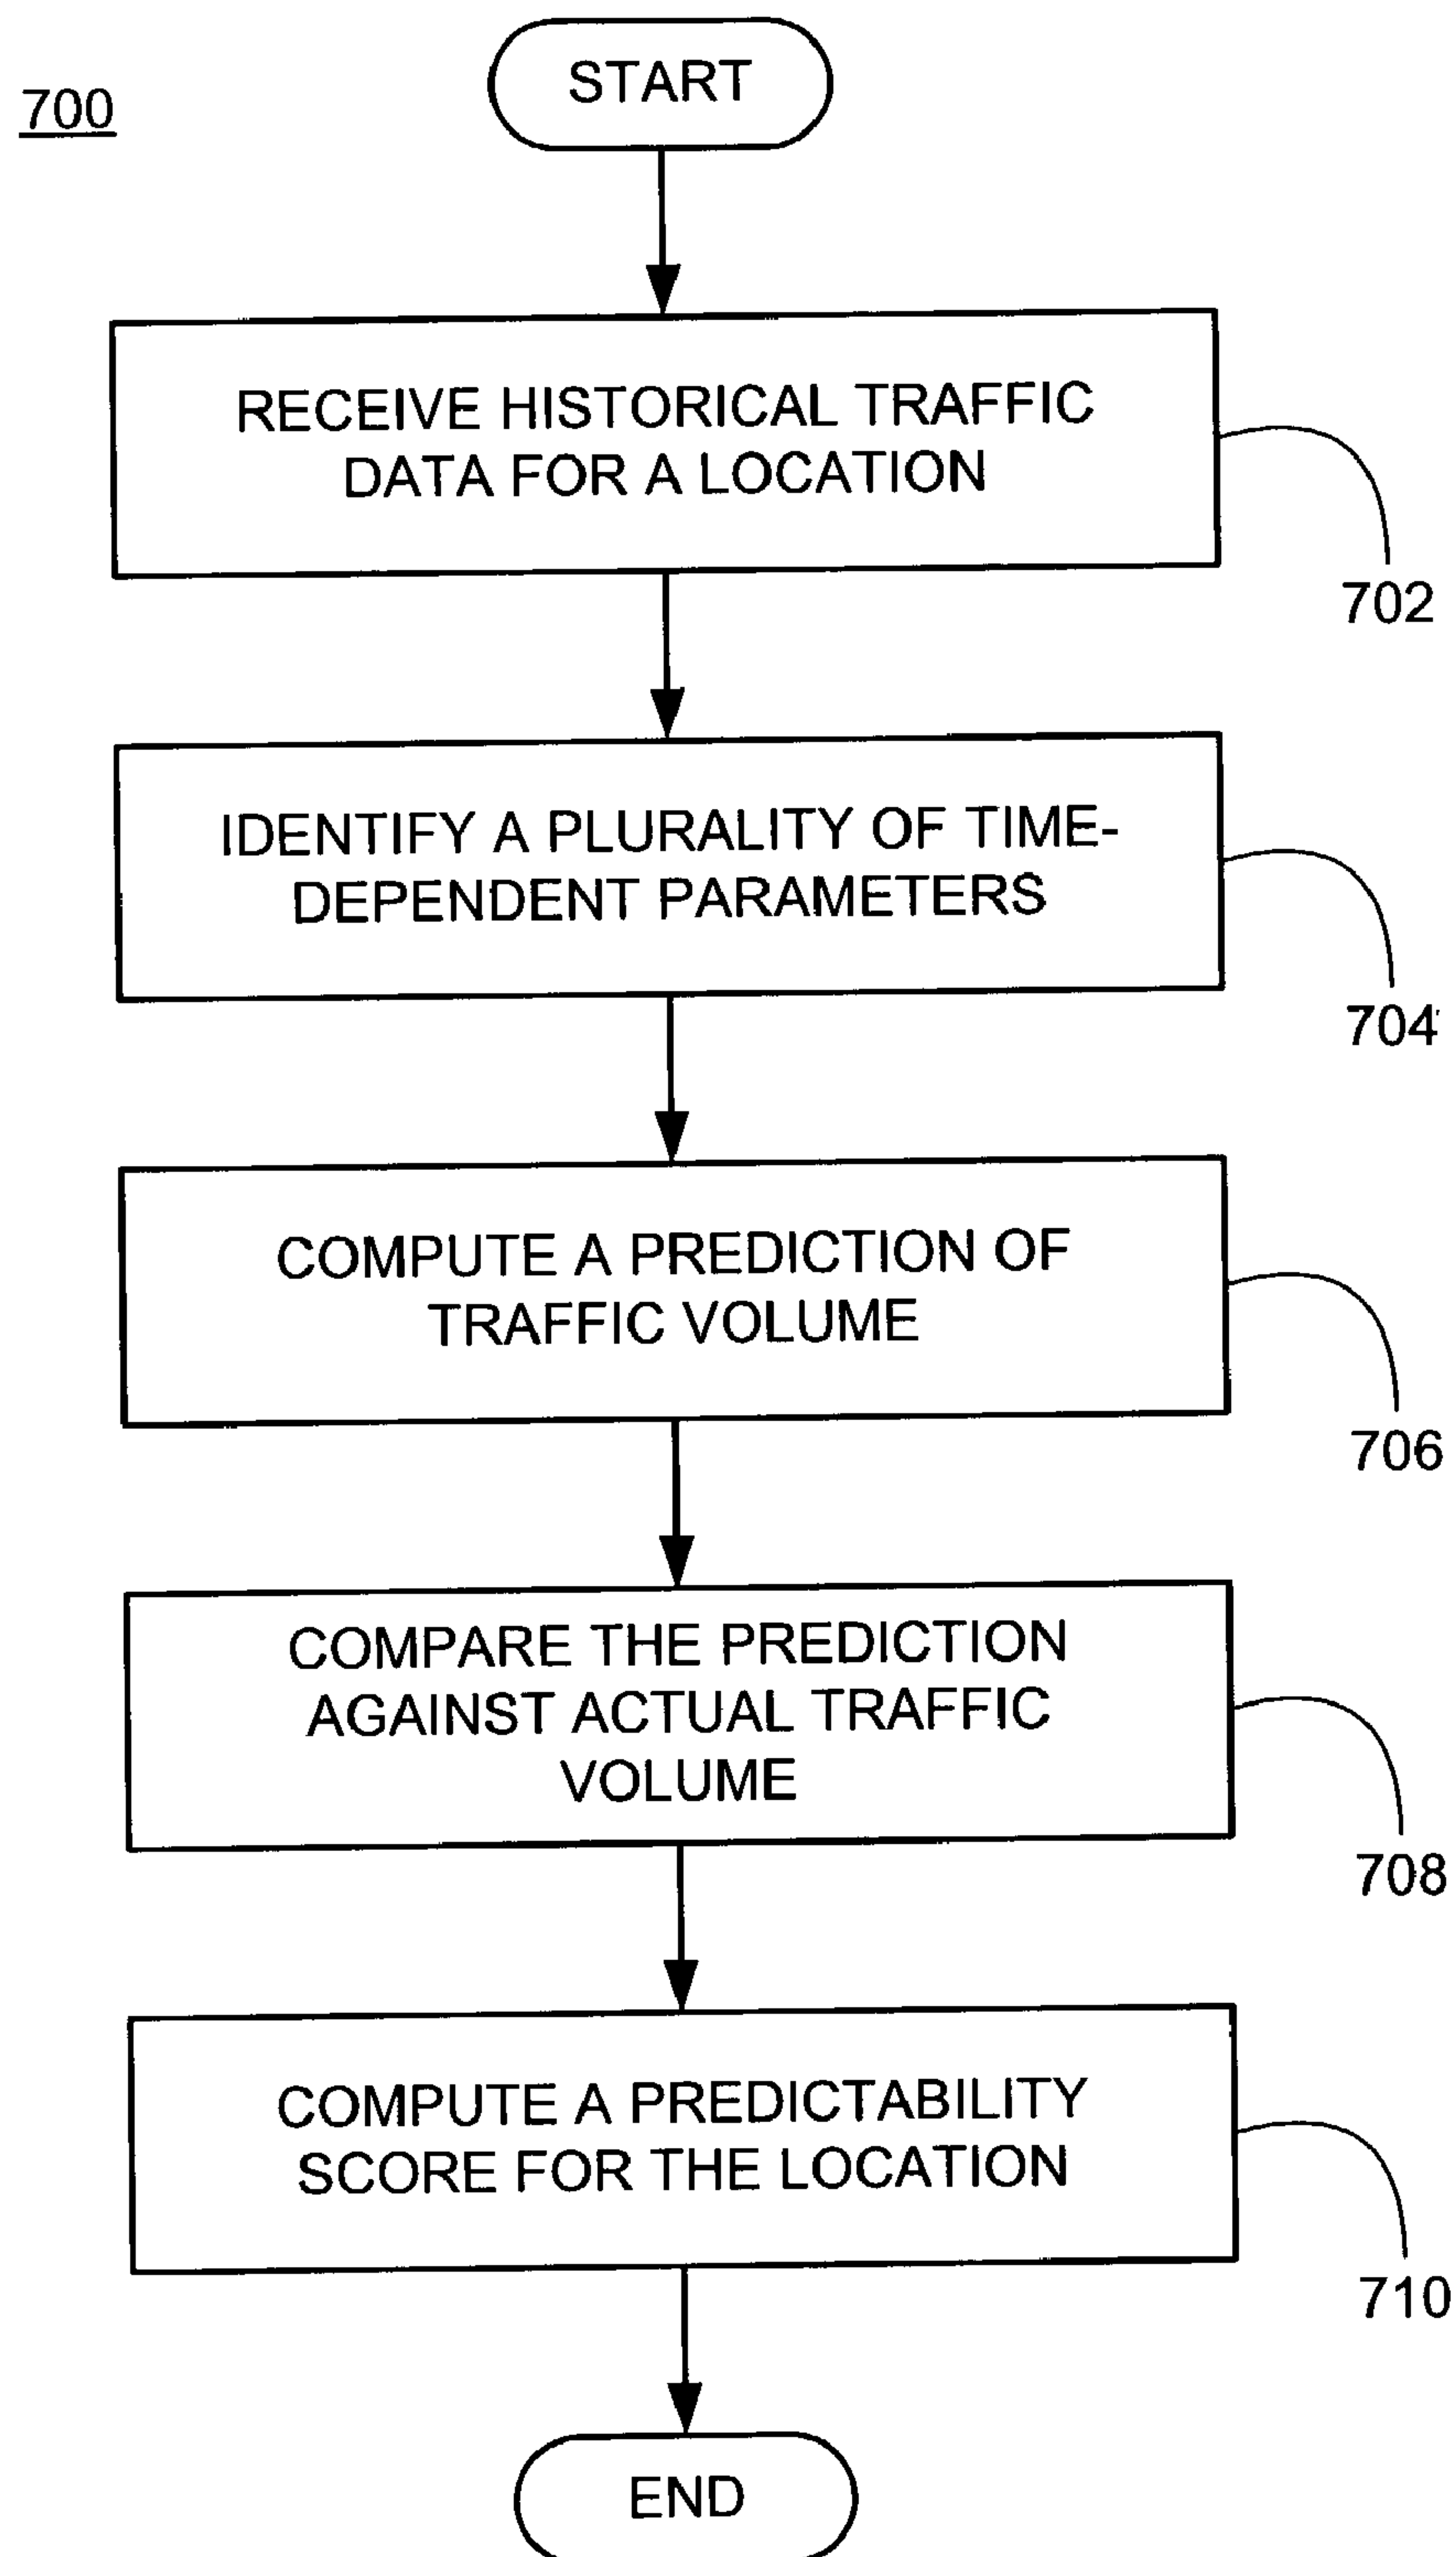 START
700
RECEIVE HISTORICAL TRAFFIC
DATA FOR A LOCATION
702
IDENTIFY A PLURALITY OF TIME-
DEPENDENT PARAMETERS
704
COMPUTE A PREDICTION OF
TRAFFIC VOLUME
706
COMPARE THE PREDICTION
AGAINST ACTUAL TRAFFIC
VOLUME
708
COMPUTE A PREDICTABILITY
SCORE FOR THE LOCATION
710
END